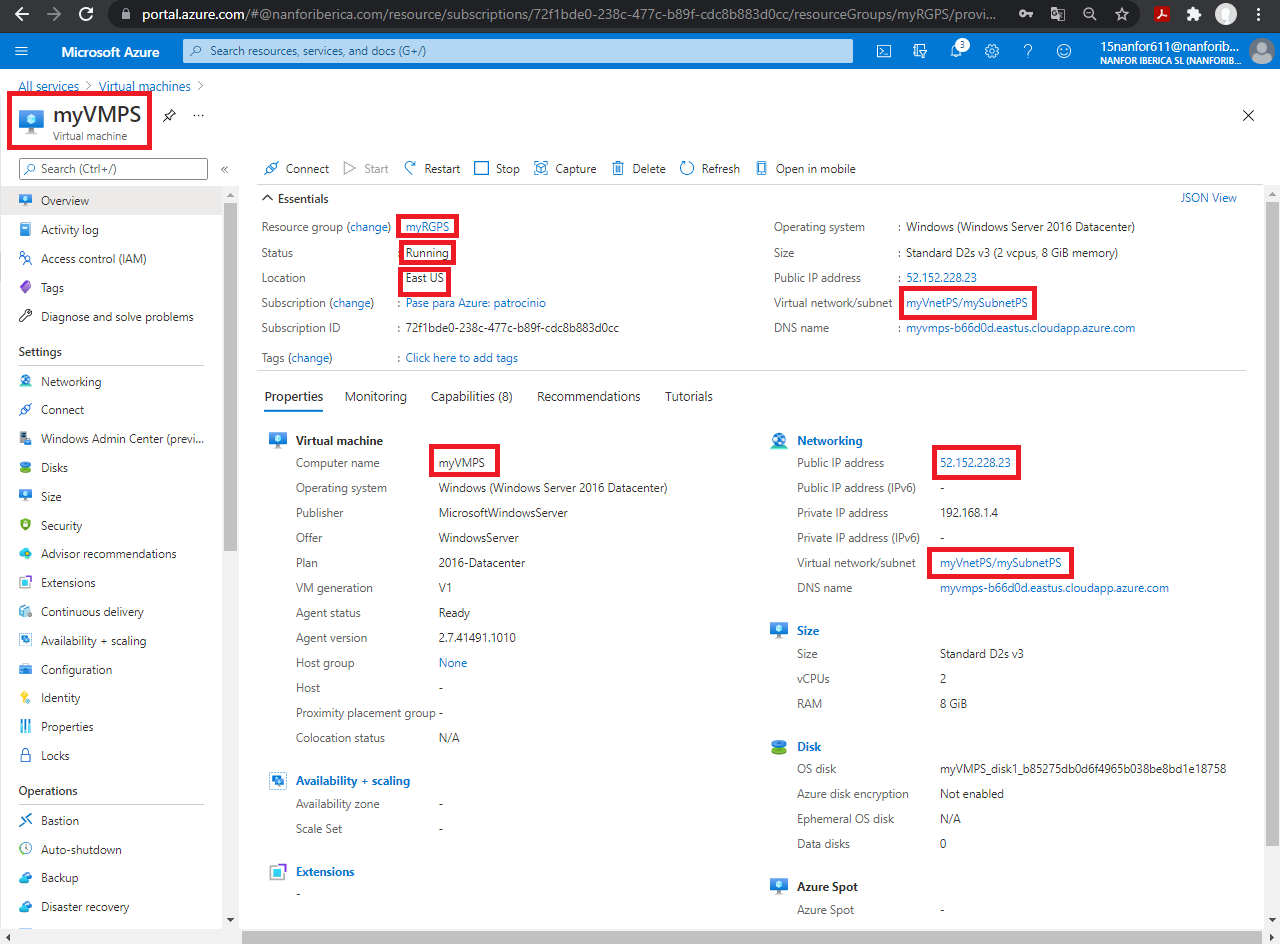 portal.azure.com/#@nanforiberica.com/resource/subscriptions/72f1bde0-238c-477c-b89f-cdc8b883d0cc/resourceGroups/myRGPS/provi...
Microsoft Azure
Search resources, services, and docs (G+/)
3
15nanfor611@nanforib...
NANFOR IBERICA SL (NANFORIB...
All services > Virtual machines >
myVMPS
...
Virtual machine
Search (Ctrl+/)
«
Overview
Activity log
Access control (IAM)
Tags
Diagnose and solve problems
Settings
Networking
Connect
Windows Admin Center (previ...
Disks
Size
Security
Advisor recommendations
Extensions
Continuous delivery
Availability + scaling
Configuration
Identity
Properties
Locks
Operations
Bastion
Auto-shutdown
Backup
Disaster recovery
Connect Start Restart Stop Capture Delete Refresh Open in mobile
Essentials
JSON View
Resource group (change) myRGPS
Status : Running
Location East US
Subscription (change) : Pase para Azure: patrocinio
Subscription ID : 72f1bde0-238c-477c-b89f-cdc8b883d0cc
Tags (change) : Click here to add tags
Operating system : Windows (Windows Server 2016 Datacenter)
Size : Standard D2s v3 (2 vcpus, 8 GiB memory)
Public IP address : 52.152.228.23
Virtual network/subnet myVnetPS/mySubnetPS
DNS name : myvmps-b66d0d.eastus.cloudapp.azure.com
Properties Monitoring Capabilities (8) Recommendations Tutorials
Virtual machine
Computer name myVMPS
Operating system Windows (Windows Server 2016 Datacenter)
Publisher MicrosoftWindowsServer
Offer WindowsServer
Plan 2016-Datacenter
VM generation V1
Agent status Ready
Agent version 2.7.41491.1010
Host group None
Host -
Proximity placement group -
Colocation status N/A
Availability + scaling
Availability zone -
Scale Set -
Extensions
-
Networking
Public IP address 52.152.228.23
Public IP address (IPv6) -
Private IP address 192.168.1.4
Private IP address (IPv6) -
Virtual network/subnet myVnetPS/mySubnetPS
DNS name myvmps-b66d0d.eastus.cloudapp.azure.com
Size
Size Standard D2s v3
vCPUs 2
RAM 8 GiB
Disk
OS disk myVMPS_disk1_b85275db0d6f4965b038be8bd1e18758
Azure disk encryption Not enabled
Ephemeral OS disk N/A
Data disks 0
Azure Spot
Azure Spot -